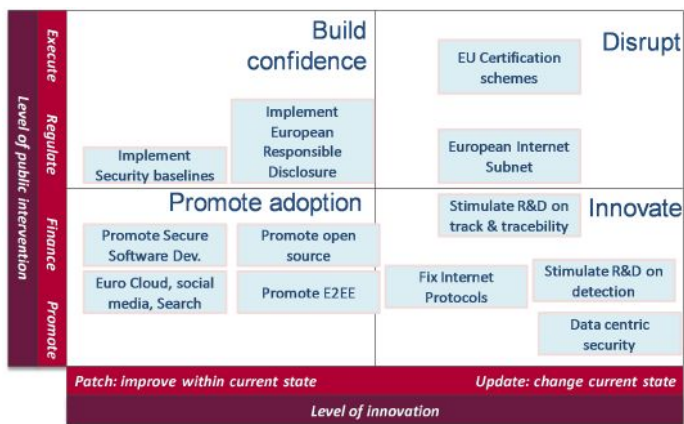 Level of public intervention
Execute
Regulate
Finance
Promote
Build
confidence
Disrupt
EU Certification
schemes
Implement
European
Responsible
Disclosure
Implement
Security baselines
European Internet
Subnet
Promote adoption
Innovate
Stimulate R&D on
track & tracebility
Promote Secure
Software Dev.
Promote open
source
Euro Cloud, social
media, Search
Promote E2EE
Fix Internet
Protocols
Stimulate R&D on
detection
Data centric
security
Patch: improve within current state
Update: change current state
Level of innovation